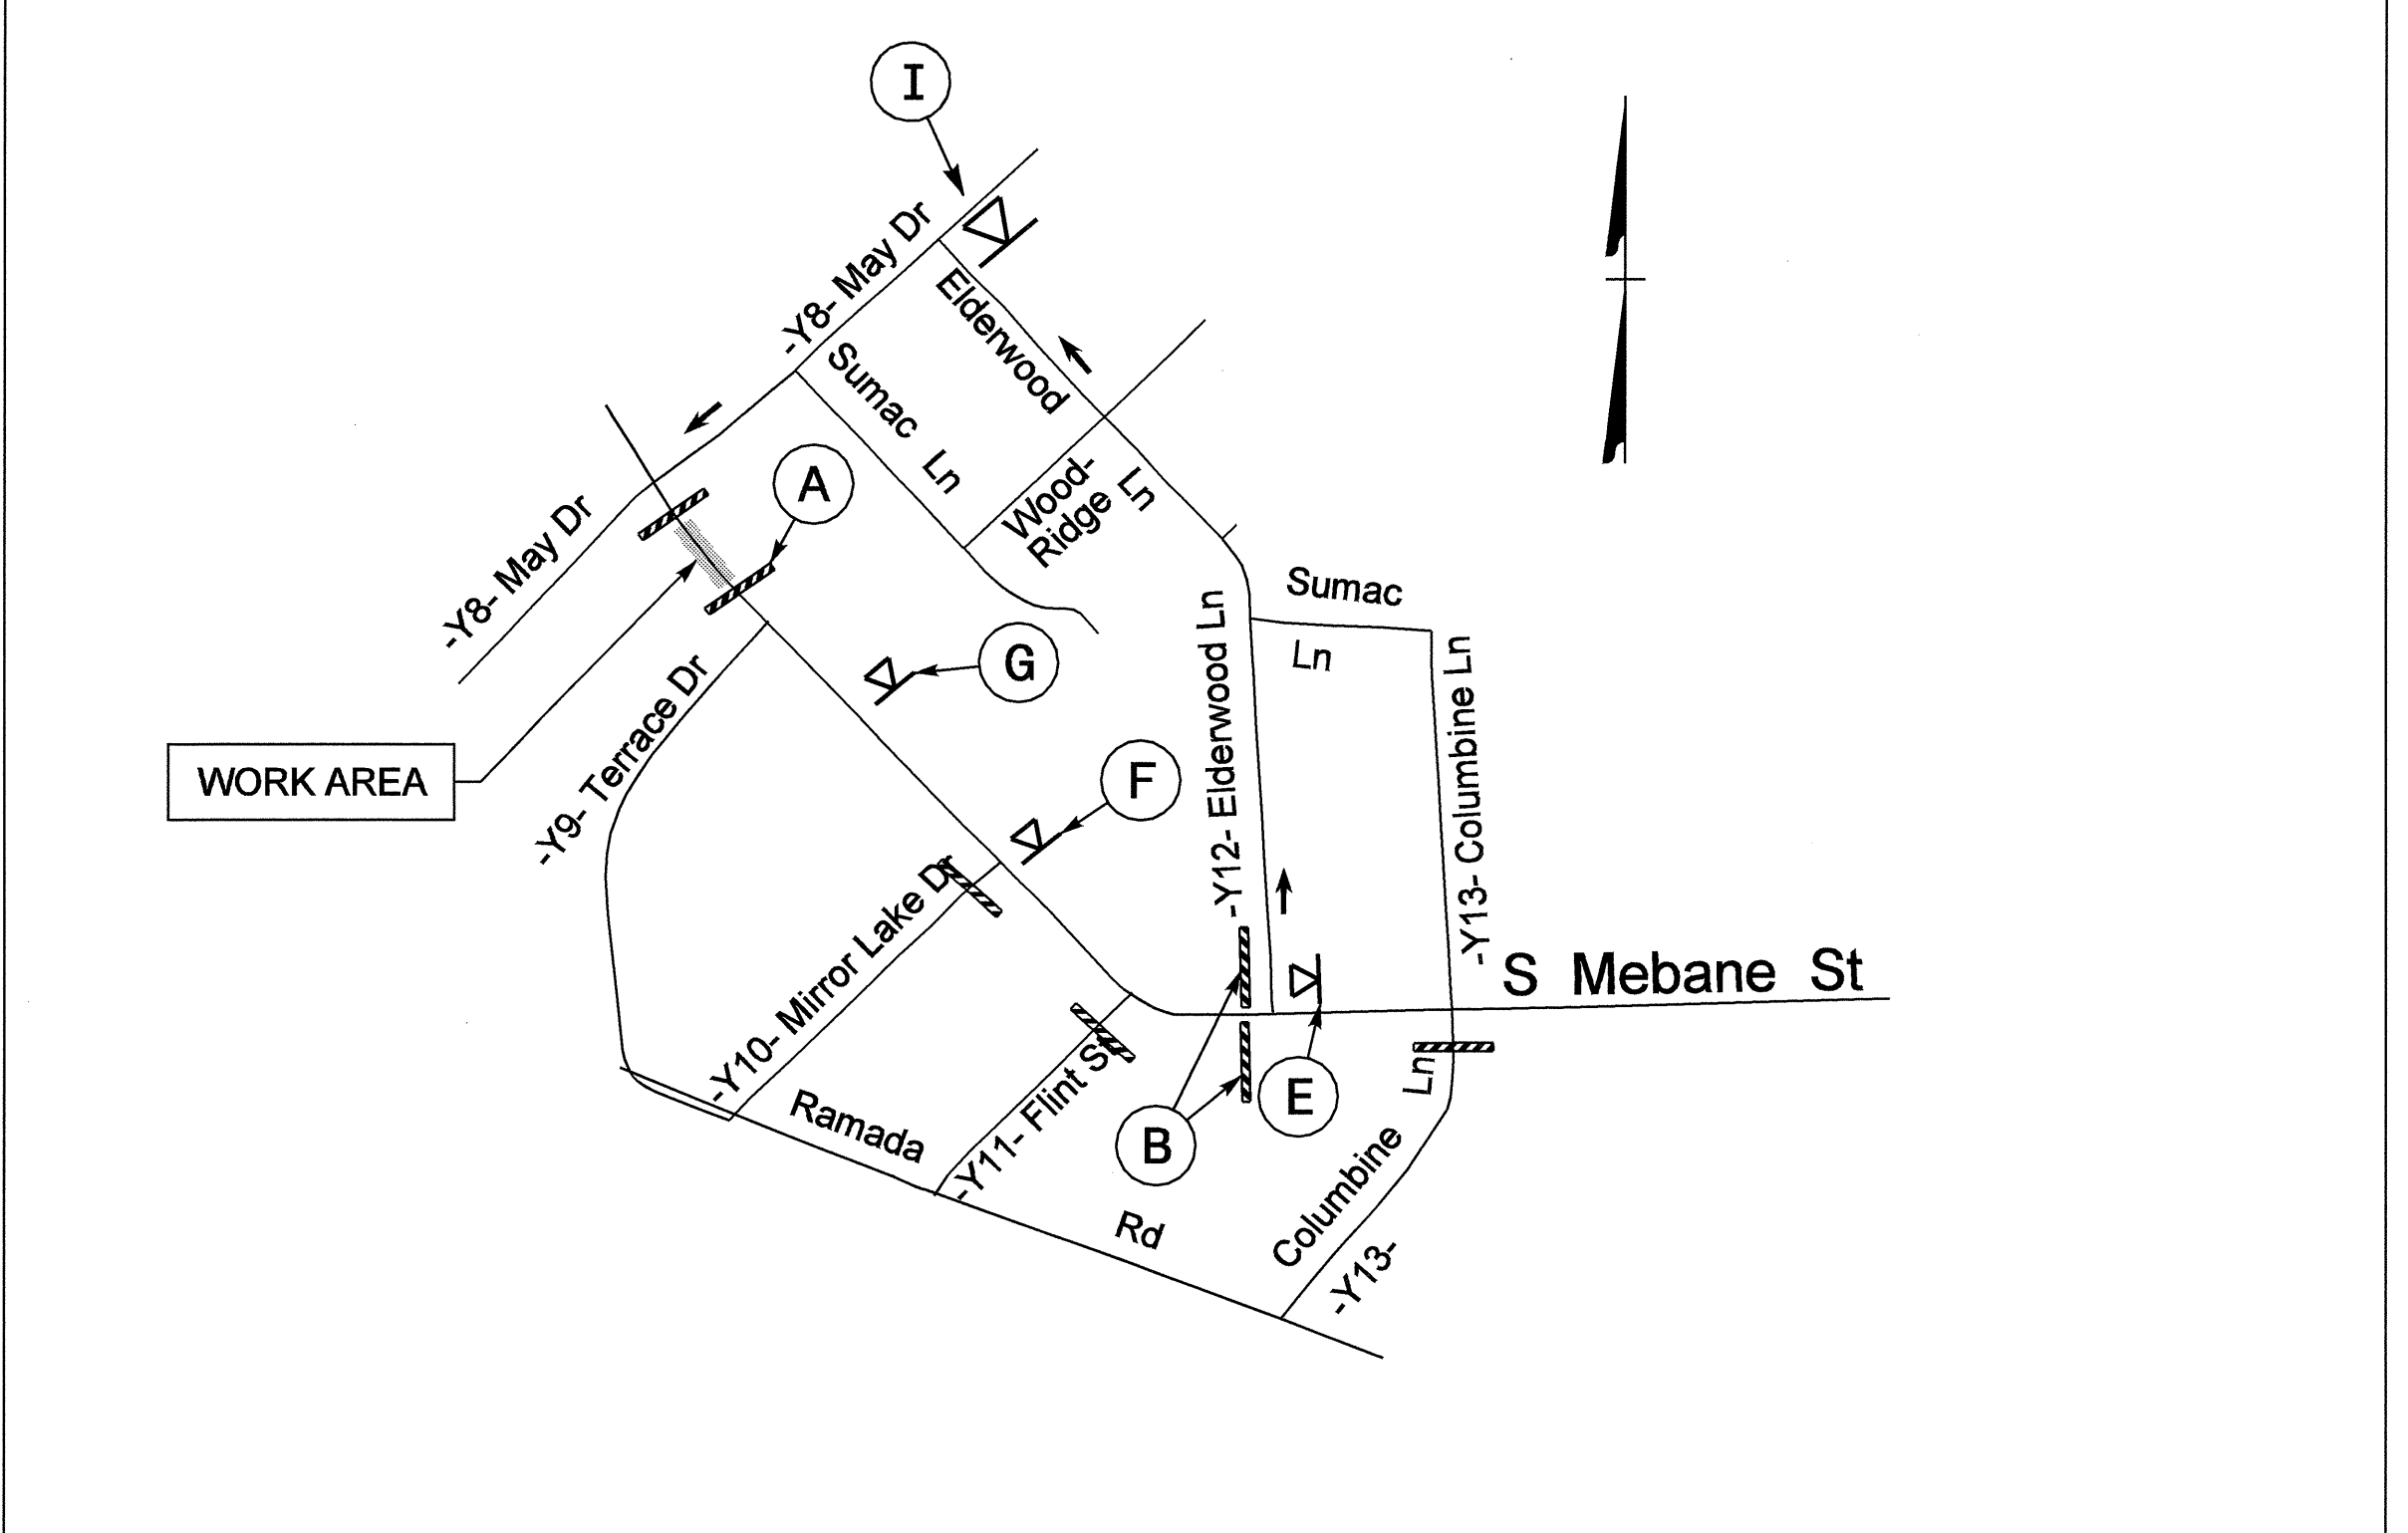 I
-Y8- May Dr
Elderwood
Ln
Sumac Ln
Wood-
Ridge
A
-Y8- May Dr
Sumac
Ln
G
-Y9- Terrace Dr
WORK AREA
F
-Y12- Elderwood Ln
-Y13- Columbine Ln
-Y10- Mirror Lake Dr
S Mebane St
-Y11- Flint St
E
B
Ramada
Rd
Ln
Columbine
-Y13-